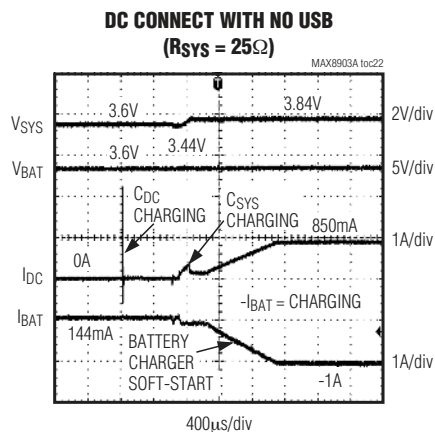 DC CONNECT WITH NO USB
(RSYS = 25Ω)
MAX8903A toc22
3.6V
3.84V
2V/div
VSYS
3.44V
3.6V
5V/div
VBAT
CDC
CHARGING
CSYS
CHARGING
850mA
1A/div
0A
IDC
-IBAT = CHARGING
IBAT
144mA
BATTERY
CHARGER
SOFT-START
-1A
1A/div
400µs/div